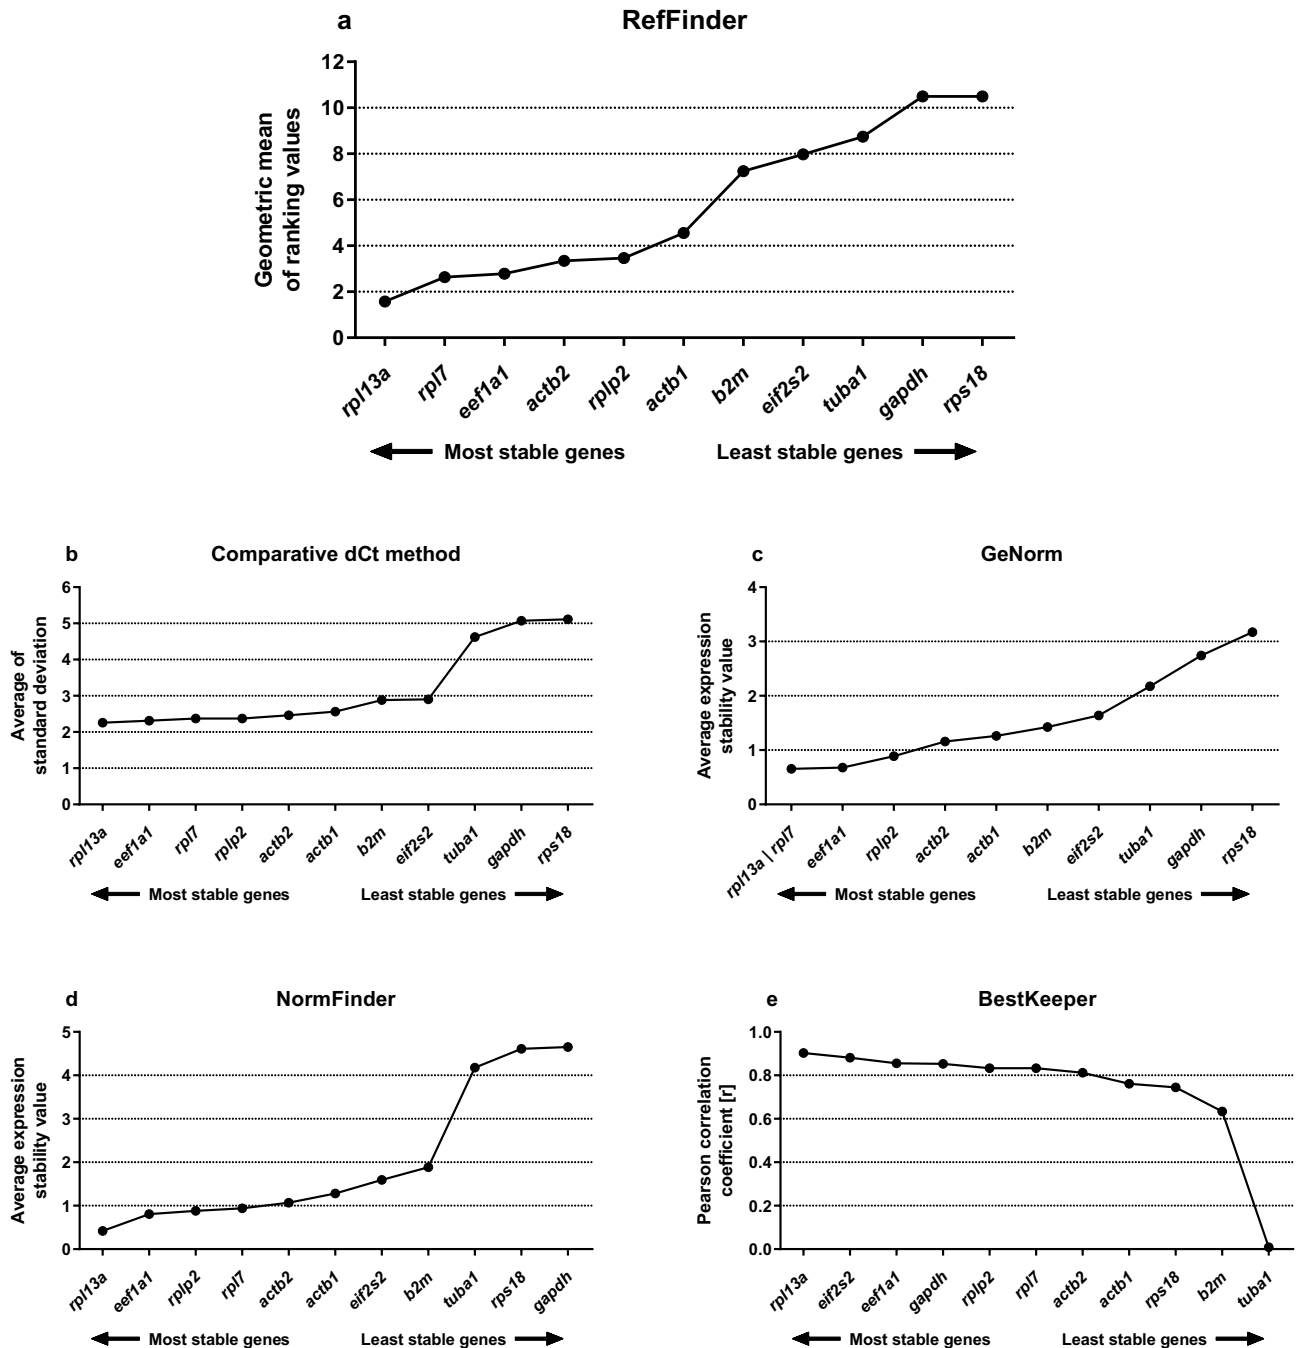 a
RefFinder
Geometric mean
of ranking values
12
10
8
6
4
2
0
rpl13a
rpl7
eef1a1
actb2
rplp2
actb1
b2m
eif2s2
tuba1
gapdh
rps18
Most stable genes
Least stable genes
b
Comparative dCt method
Average of
standard deviation
6
5
4
3
2
1
0
rpl13a
eef1a1
rpl7
rplp2
actb2
actb1
b2m
eif2s2
tuba1
gapdh
rps18
Most stable genes
Least stable genes
c
GeNorm
Average expression
stability value
4
3
2
1
0
rpl13a | rpl7
eef1a1
rplp2
actb2
actb1
b2m
eif2s2
tuba1
gapdh
rps18
Most stable genes
Least stable genes
d
NormFinder
Average expression
stability value
5
4
3
2
1
0
rpl13a
eef1a1
rplp2
rpl7
actb2
actb1
eif2s2
b2m
tuba1
rps18
gapdh
Most stable genes
Least stable genes
e
BestKeeper
Pearson correlation
coefficient [r]
1.0
0.8
0.6
0.4
0.2
0.0
rpl13a
eif2s2
eef1a1
gapdh
rplp2
rpl7
actb2
actb1
rps18
b2m
tuba1
Most stable genes
Least stable genes